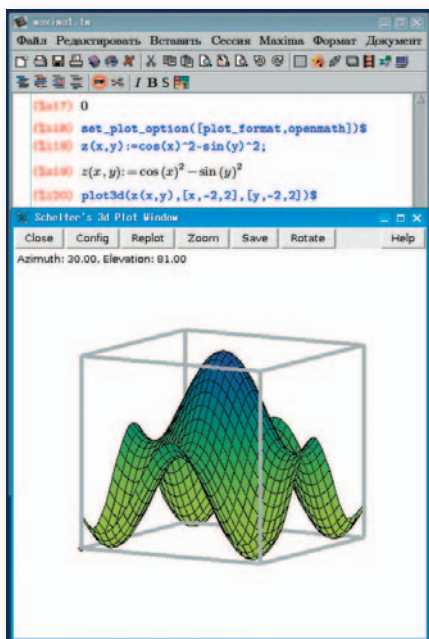 maxima1.tm
Файл Редактировать Вставить Сессия Maxima Формат Документ
I B S
(%o17) 0
(%i18) set_plot_option([plot_format,openmath])$
(%i19) z(x,y):=cos(x)^2-sin(y)^2;
(%o19) z(x, y) := cos (x)² − sin (y)²
(%i20) plot3d(z(x,y),[x,-2,2],[y,-2,2])$
Schelter's 3d Plot Window
Close Config Replot Zoom Save Rotate Help
Azimuth: 30.00, Elevation: 81.00